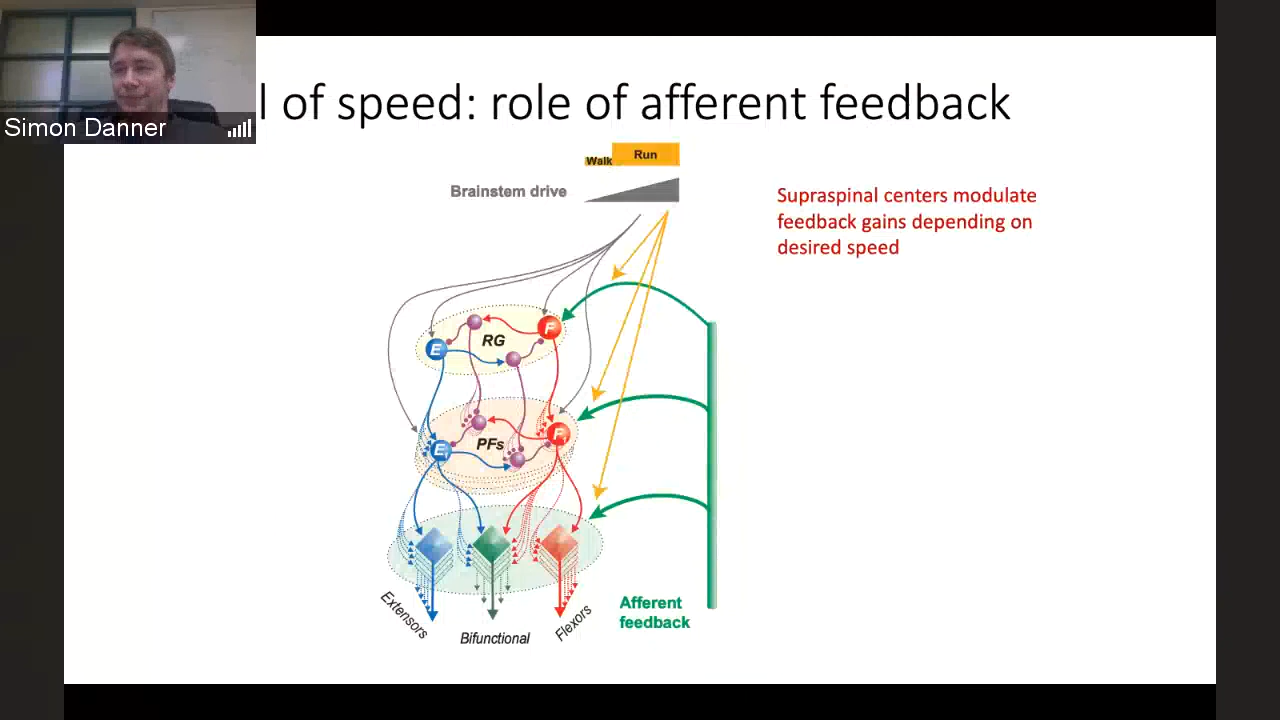 Simon Danner
l of speed: role of afferent feedback
Walk
Run
Brainstem drive
Supraspinal centers modulate
feedback gains depending on
desired speed
F
RG
E
PFs
Afferent
feedback
Extensors
Bifunctional
Flexors